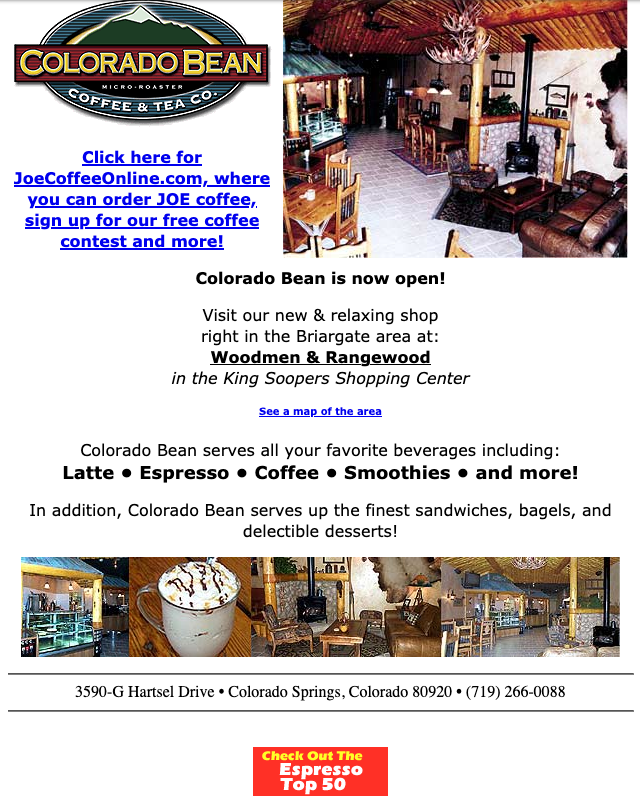 COLORADO BEAN
MICRO-ROASTER
COFFEE & TEA CO.
Click here for
JoeCoffeeOnline.com, where
you can order JOE coffee,
sign up for our free coffee
contest and more!
Colorado Bean is now open!
Visit our new & relaxing shop
right in the Briargate area at:
Woodmen & Rangewood
in the King Soopers Shopping Center
See a map of the area
Colorado Bean serves all your favorite beverages including:
Latte • Espresso • Coffee • Smoothies • and more!
In addition, Colorado Bean serves up the finest sandwiches, bagels, and
delectible desserts!
3590-G Hartsel Drive • Colorado Springs, Colorado 80920 • (719) 266-0088
Check Out The
Espresso
Top 50